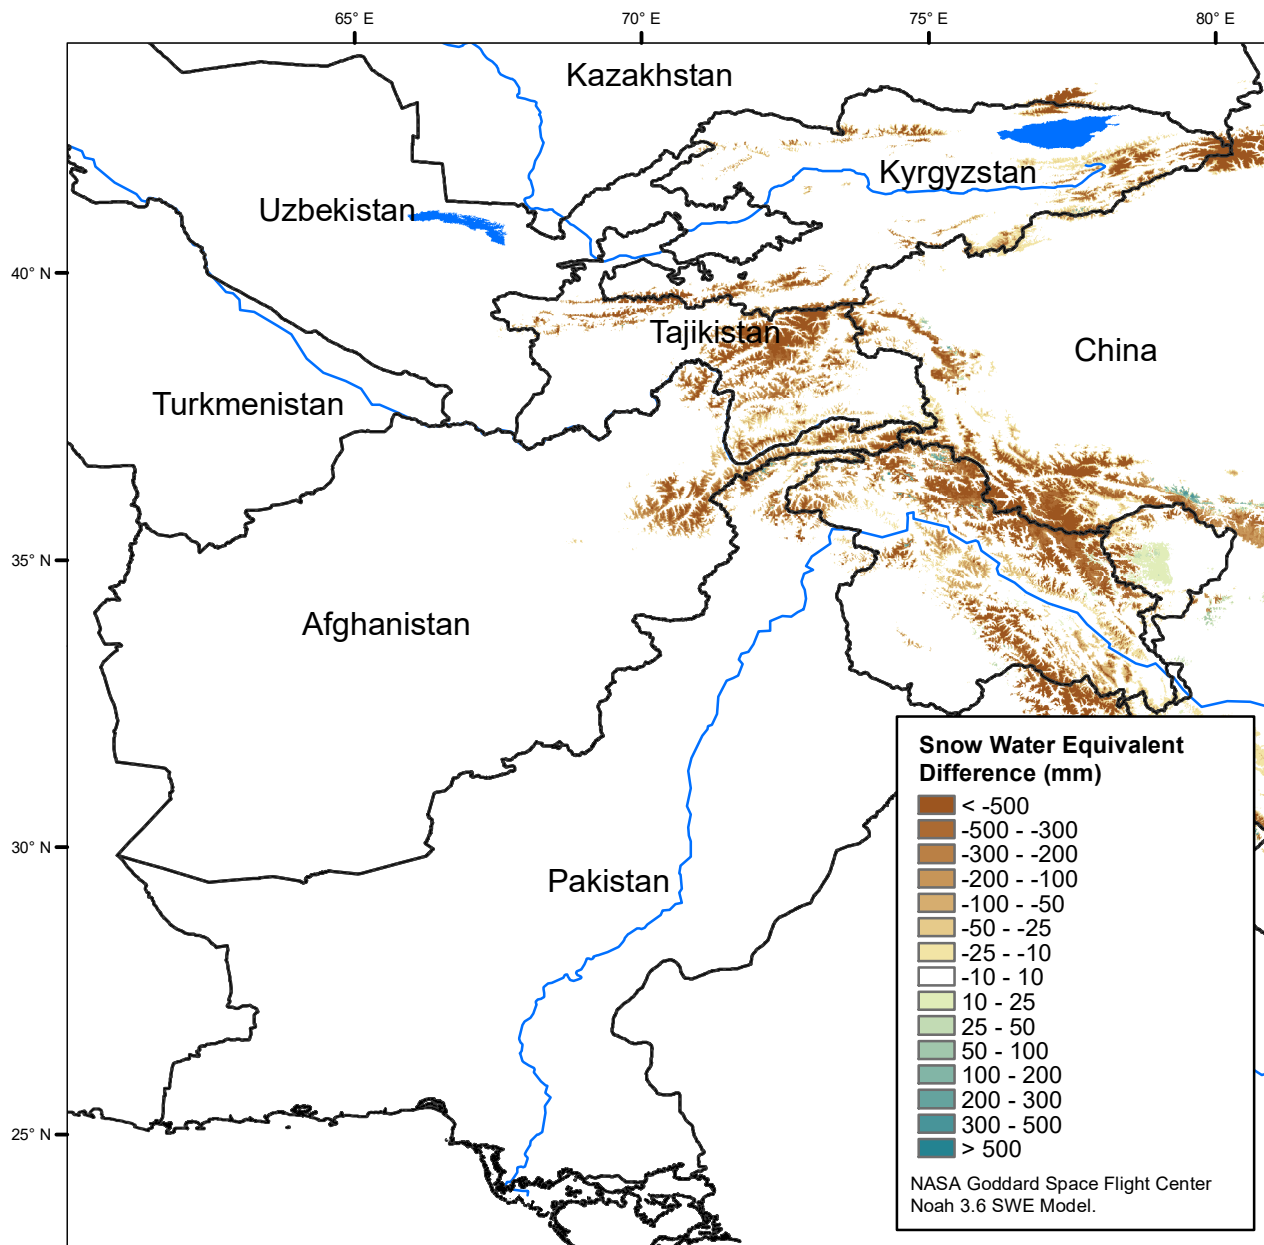 65° E
70° E
75° E
80° E
Kazakhstan
Kyrgyzstan
Uzbekistan
40° N
Tajikistan
China
Turkmenistan
35° N
Afghanistan
30° N
Pakistan
25° N
Snow Water Equivalent
Difference (mm)
< -500
-500 - -300
-300 - -200
-200 - -100
-100 - -50
-50 - -25
-25 - -10
-10 - 10
10 - 25
25 - 50
50 - 100
100 - 200
200 - 300
300 - 500
> 500
NASA Goddard Space Flight Center
Noah 3.6 SWE Model.